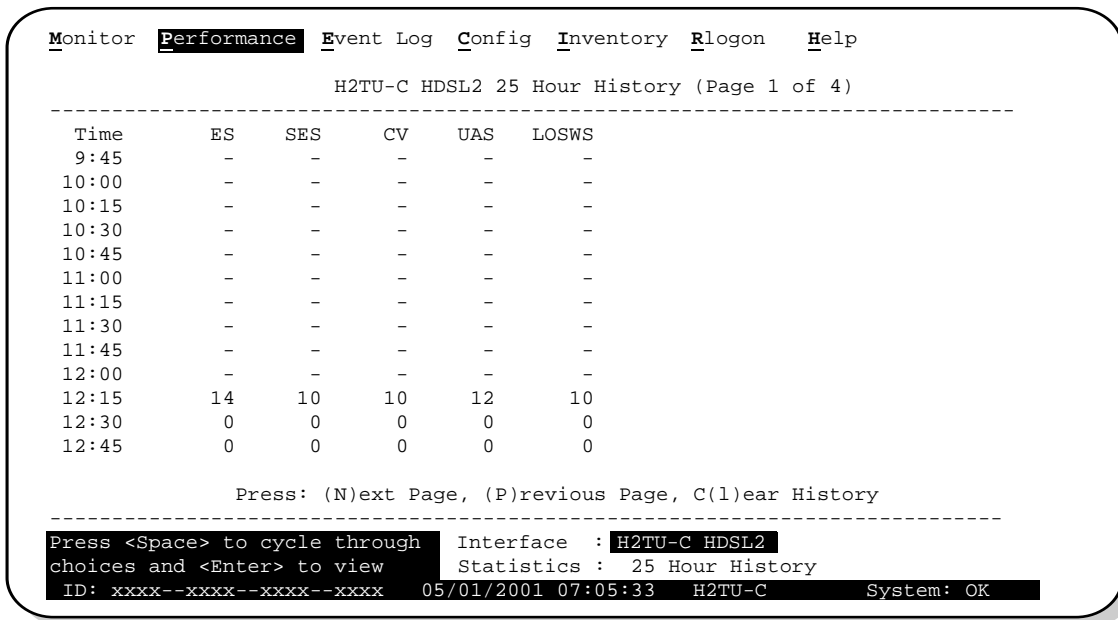 Monitor Performance Event Log Config Inventory Rlogon Help
H2TU-C HDSL2 25 Hour History (Page 1 of 4)
--------------------------------------------------------------------------------
Time ES SES CV UAS LOSWS
9:45 - - - - -
10:00 - - - - -
10:15 - - - - -
10:30 - - - - -
10:45 - - - - -
11:00 - - - - -
11:15 - - - - -
11:30 - - - - -
11:45 - - - - -
12:00 - - - - -
12:15 14 10 10 12 10
12:30 0 0 0 0 0
12:45 0 0 0 0 0
Press: (N)ext Page, (P)revious Page, C(l)ear History
-------------------------------------------------------------------------------
Press <Space> to cycle through Interface : H2TU-C HDSL2
choices and <Enter> to view Statistics : 25 Hour History
ID: xxxx--xxxx--xxxx--xxxx 05/01/2001 07:05:33 H2TU-C System: OK